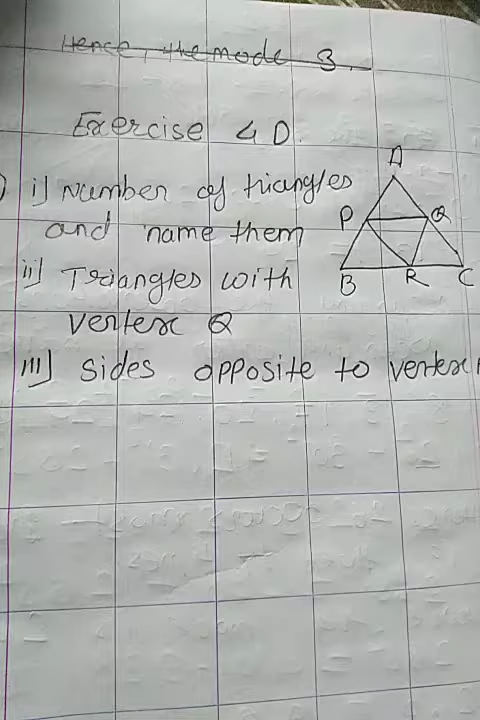 Hence, the mode 3.
Exercise 4 D.
i) Number of triangles
and name them
ii) Triangles with
vertex Q
iii) sides opposite to vertex
A
P Q
B R C